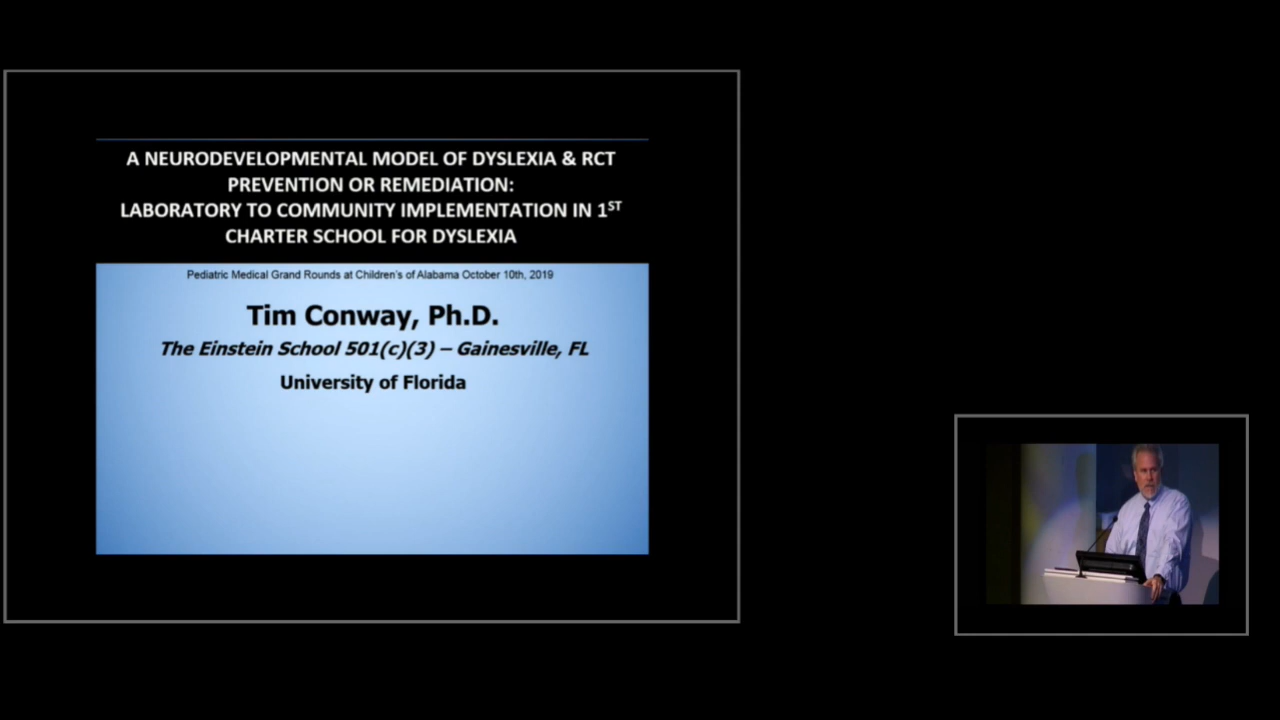 A NEURODEVELOPMENTAL MODEL OF DYSLEXIA & RCT
PREVENTION OR REMEDIATION:
LABORATORY TO COMMUNITY IMPLEMENTATION IN 1ST
CHARTER SCHOOL FOR DYSLEXIA
Pediatric Medical Grand Rounds at Children's of Alabama October 10th, 2019
Tim Conway, Ph.D.
The Einstein School 501(c)(3) – Gainesville, FL
University of Florida